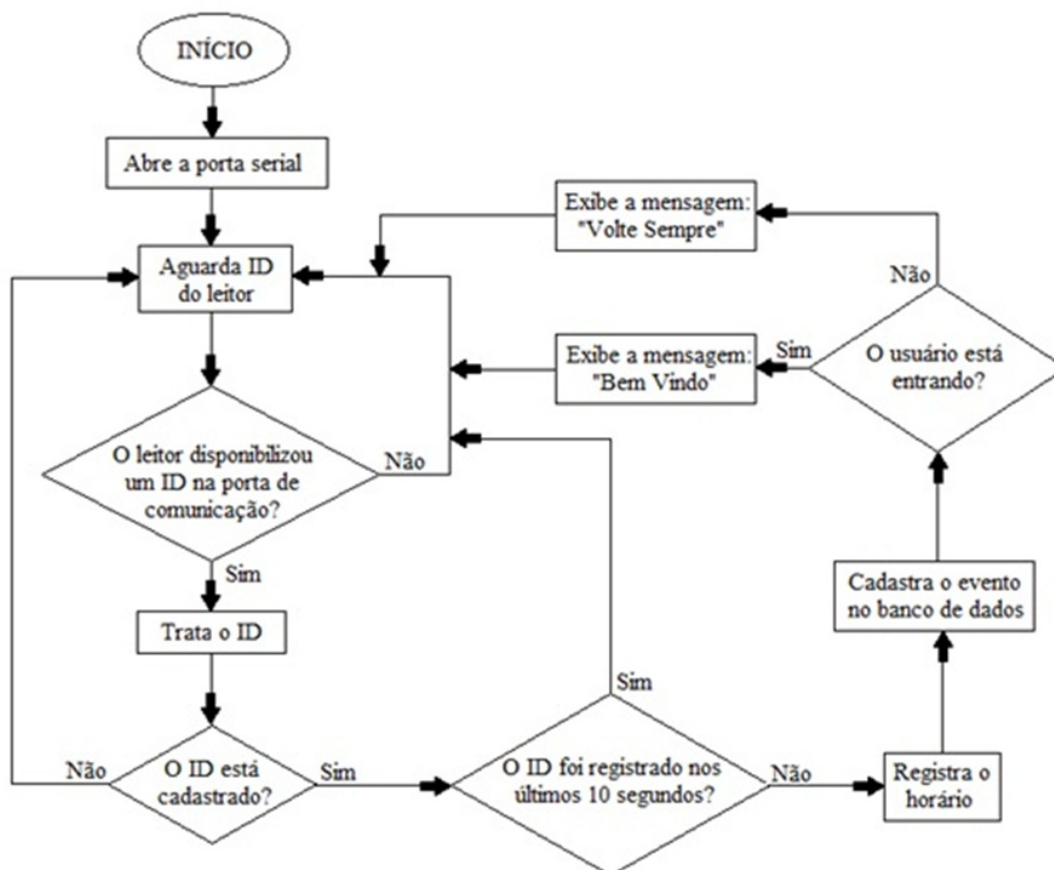 INÍCIO
Abre a porta serial
Aguarda ID
do leitor
O leitor disponibilizou
um ID na porta de
comunicação?
Não
Sim
Trata o ID
O ID está
cadastrado?
Não
Sim
O ID foi registrado nos
últimos 10 segundos?
Sim
Não
Registra o
horário
Cadastra o evento
no banco de dados
O usuário está
entrando?
Não
Sim
Exibe a mensagem:
"Volte Sempre"
Exibe a mensagem:
"Bem Vindo"